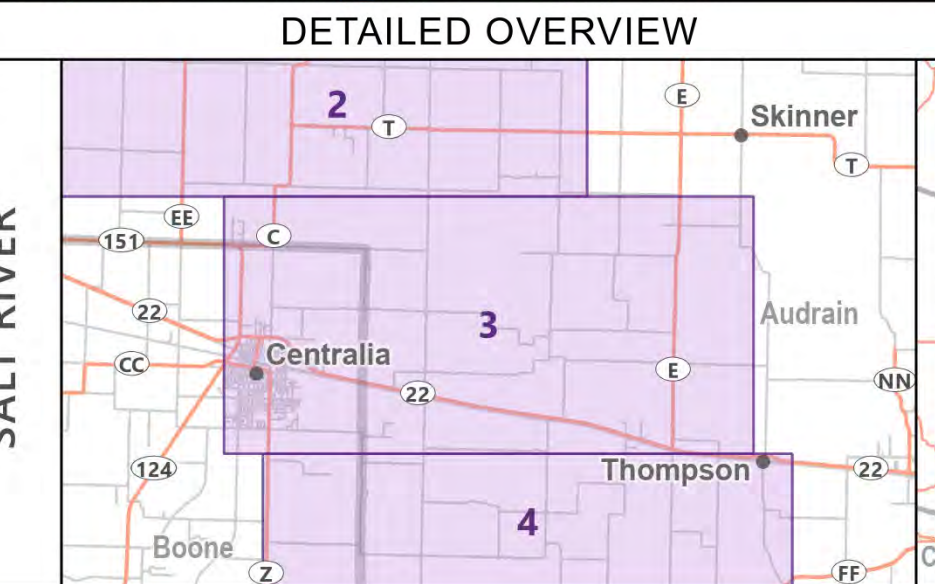 DETAILED OVERVIEW
SALT RIVER
2
E
T
Skinner
T
EE
C
151
22
3
Audrain
Centralia
CC
E
NN
22
124
Thompson
22
4
Boone
Z
FF
C